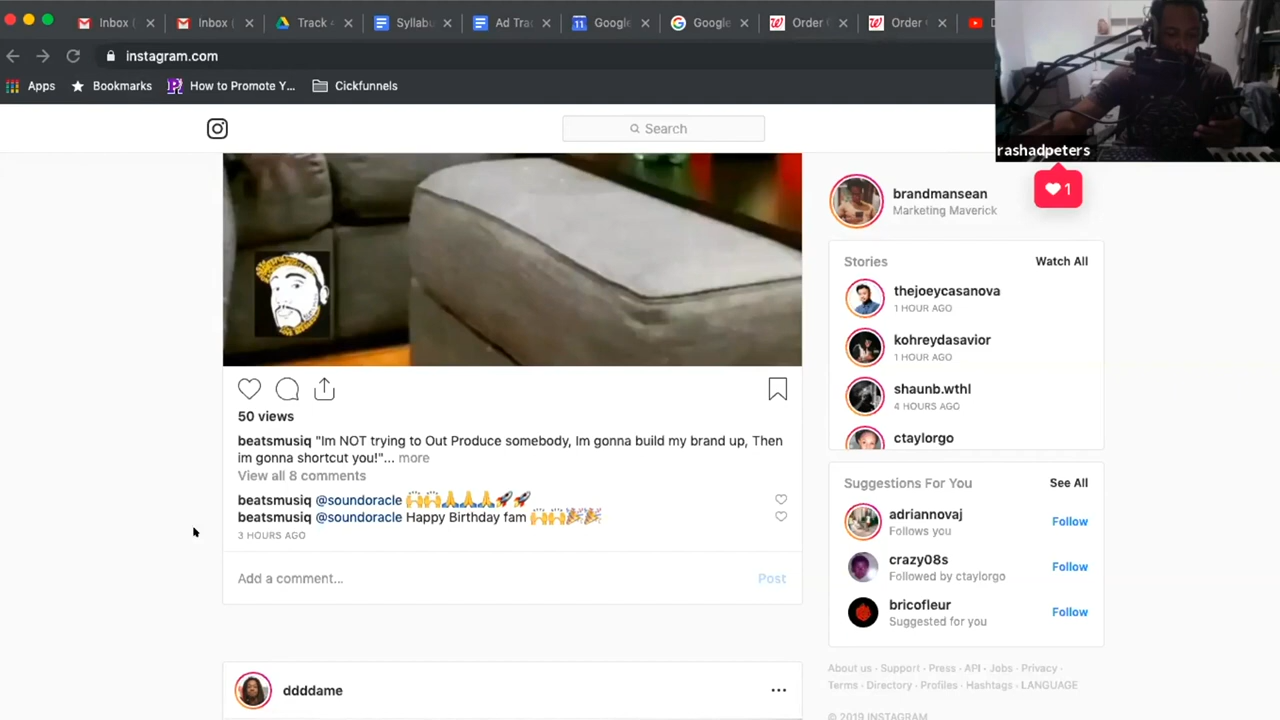 Inbox (
Inbox (
Track
Syllabu
Ad Tra
11
Google
Google
Order
Order
instagram.com
Apps
Bookmarks
How to Promote Y...
Cickfunnels
Search
rashadpeters
1
brandmansean
Marketing Maverick
Stories
Watch All
thejoeycasanova
1 HOUR AGO
kohreydasavior
1 HOUR AGO
shaunb.wthl
4 HOURS AGO
ctaylorgo
50 views
beatsmusiq "Im NOT trying to Out Produce somebody, Im gonna build my brand up, Then
im gonna shortcut you!"... more
View all 8 comments
beatsmusiq @soundoracle 🙌🙌🙏🙏🙏🚀🚀
beatsmusiq @soundoracle Happy Birthday fam 🙌🙌🎉🎉
3 HOURS AGO
Add a comment...
Post
Suggestions For You
See All
adriannovaj
Follows you
Follow
crazy08s
Followed by ctaylorgo
Follow
bricofleur
Suggested for you
Follow
ddddame
About us · Support · Press · API · Jobs · Privacy ·
Terms · Directory · Profiles · Hashtags · LANGUAGE
© 2019 INSTAGRAM